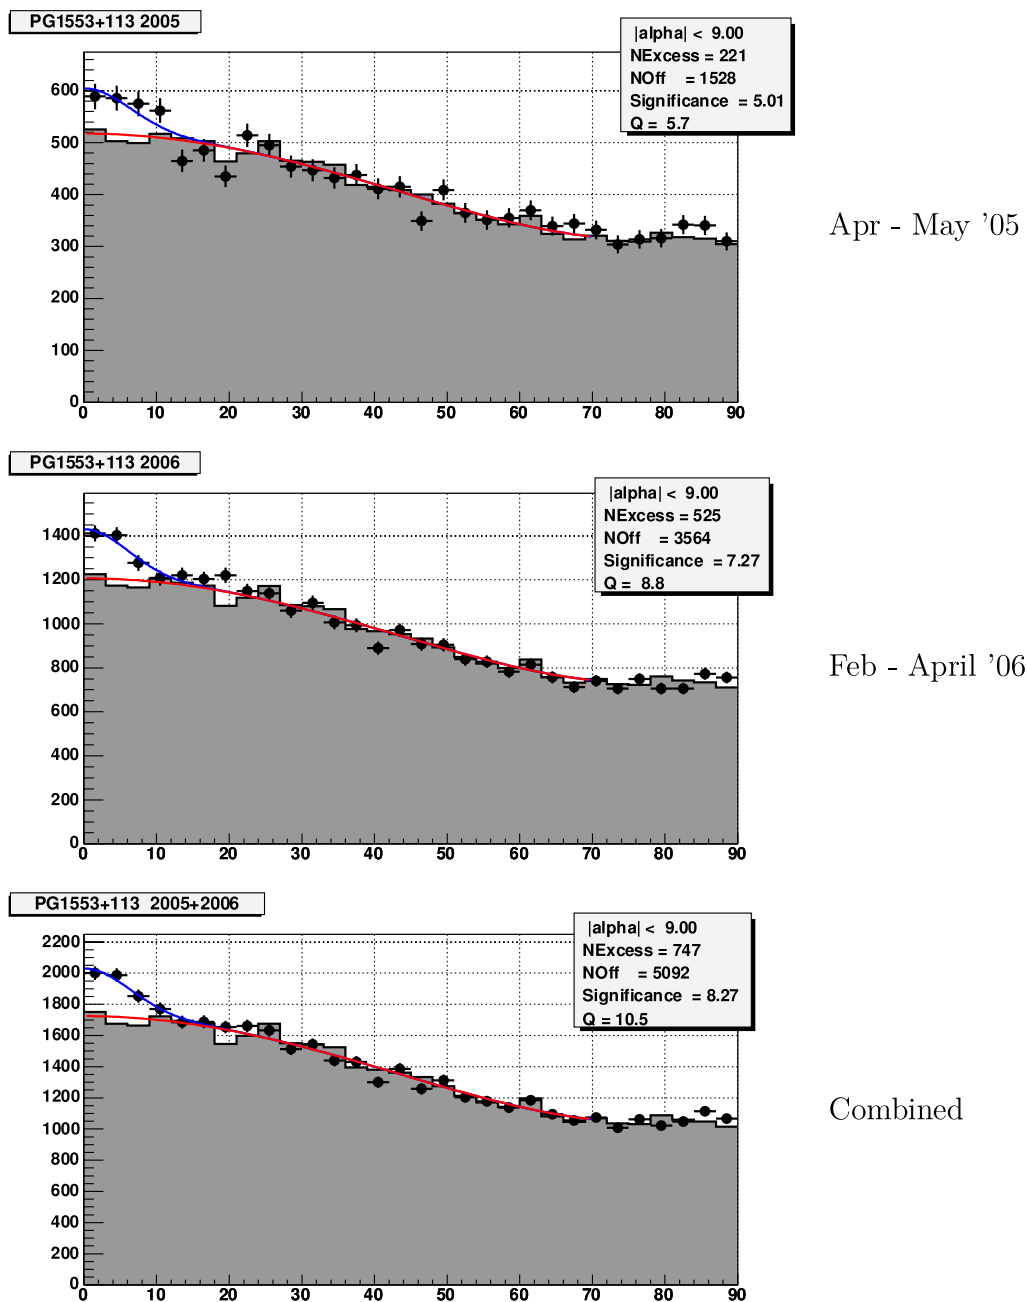 PG1553+113 2005
|alpha| < 9.00
NExcess = 221
NOff = 1528
Significance = 5.01
Q = 5.7
600
500
400
300
200
100
0
0 10 20 30 40 50 60 70 80 90
Apr - May '05
PG1553+113 2006
|alpha| < 9.00
NExcess = 525
NOff = 3564
Significance = 7.27
Q = 8.8
1400
1200
1000
800
600
400
200
0
0 10 20 30 40 50 60 70 80 90
Feb - April '06
PG1553+113 2005+2006
|alpha| < 9.00
NExcess = 747
NOff = 5092
Significance = 8.27
Q = 10.5
2200
2000
1800
1600
1400
1200
1000
800
600
400
200
0
0 10 20 30 40 50 60 70 80 90
Combined